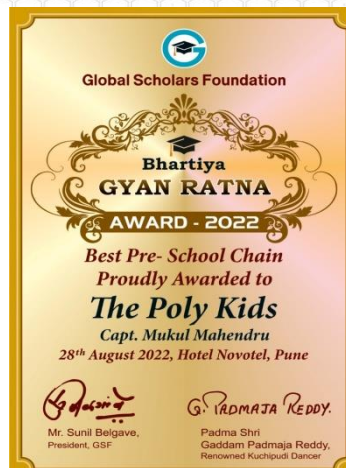 G
Global Scholars Foundation
Bhartiya
GYAN RATNA
AWARD - 2022
Best Pre- School Chain
Proudly Awarded to
The Poly Kids
Capt. Mukul Mahendru
28th August 2022, Hotel Novotel, Pune
G. PADMAJA REDDY.
Mr. Sunil Belgave,
President, GSF
Padma Shri
Gaddam Padmaja Reddy,
Renowned Kuchipudi Dancer